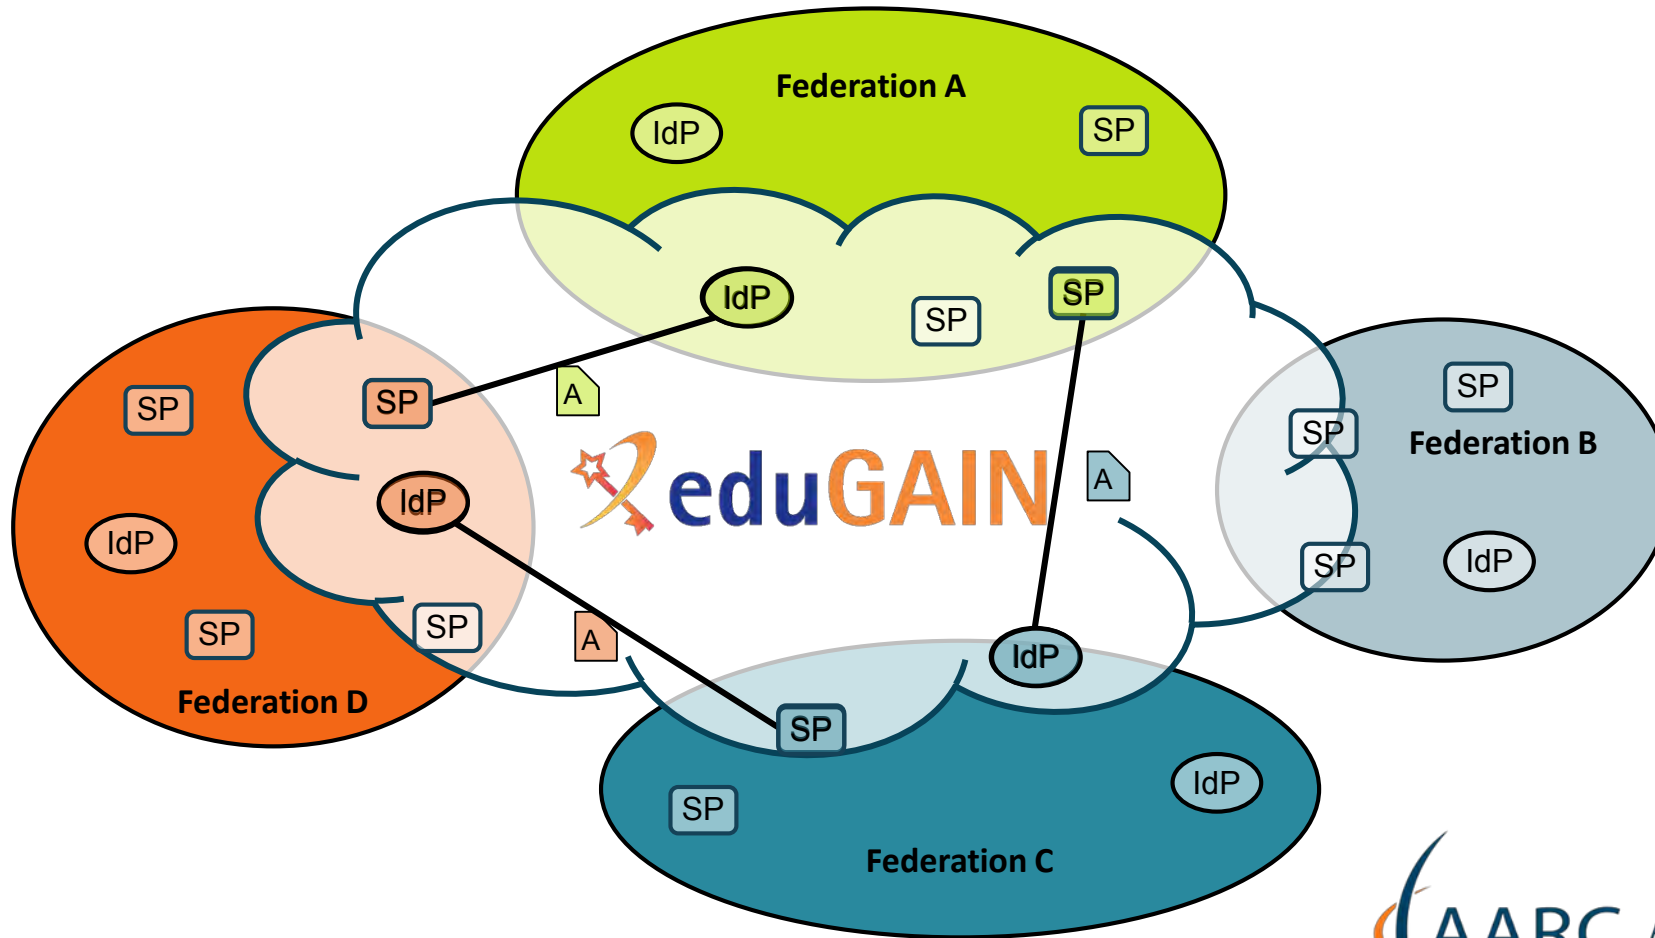 Federation A
IdP
SP
IdP
SP
SP
SP
SP
A
SP
SP
Federation B
eduGAIN
A
IdP
IdP
SP
IdP
SP
SP
A
IdP
Federation D
SP
IdP
SP
Federation C
AARC